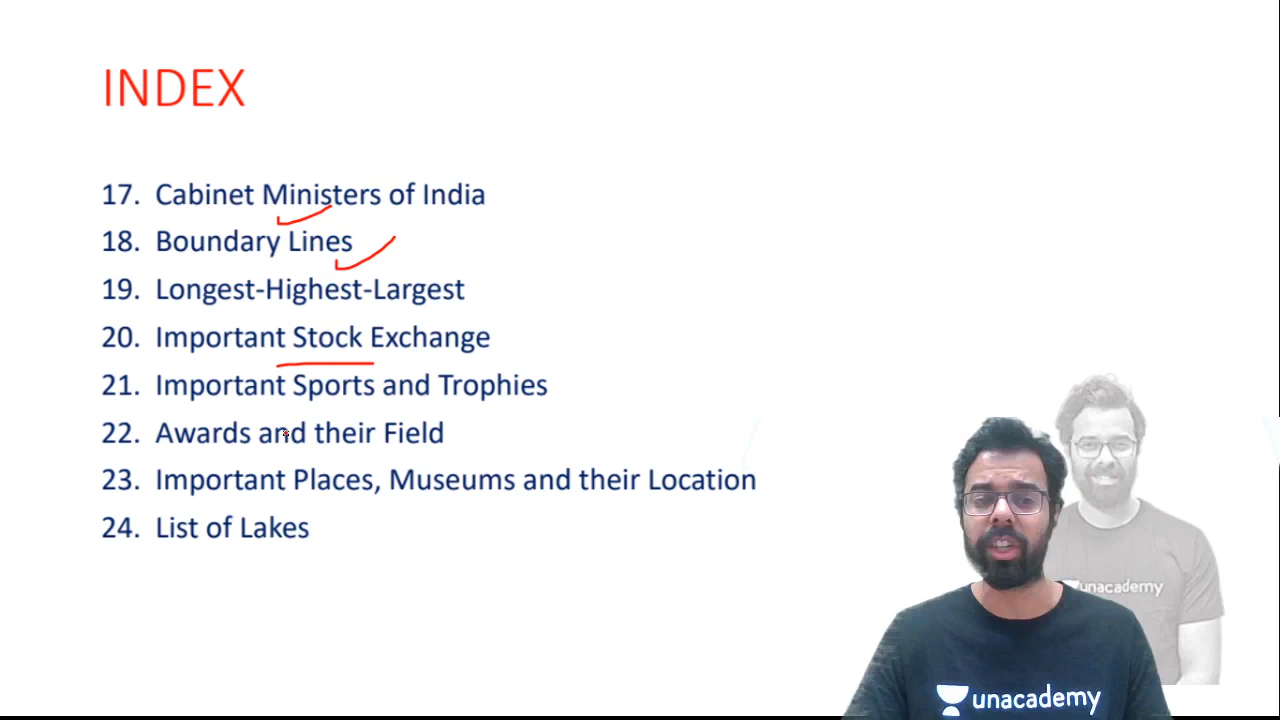 INDEX
17. Cabinet Ministers of India
18. Boundary Lines
19. Longest-Highest-Largest
20. Important Stock Exchange
21. Important Sports and Trophies
22. Awards and their Field
23. Important Places, Museums and their Location
24. List of Lakes
unacademy
unacademy